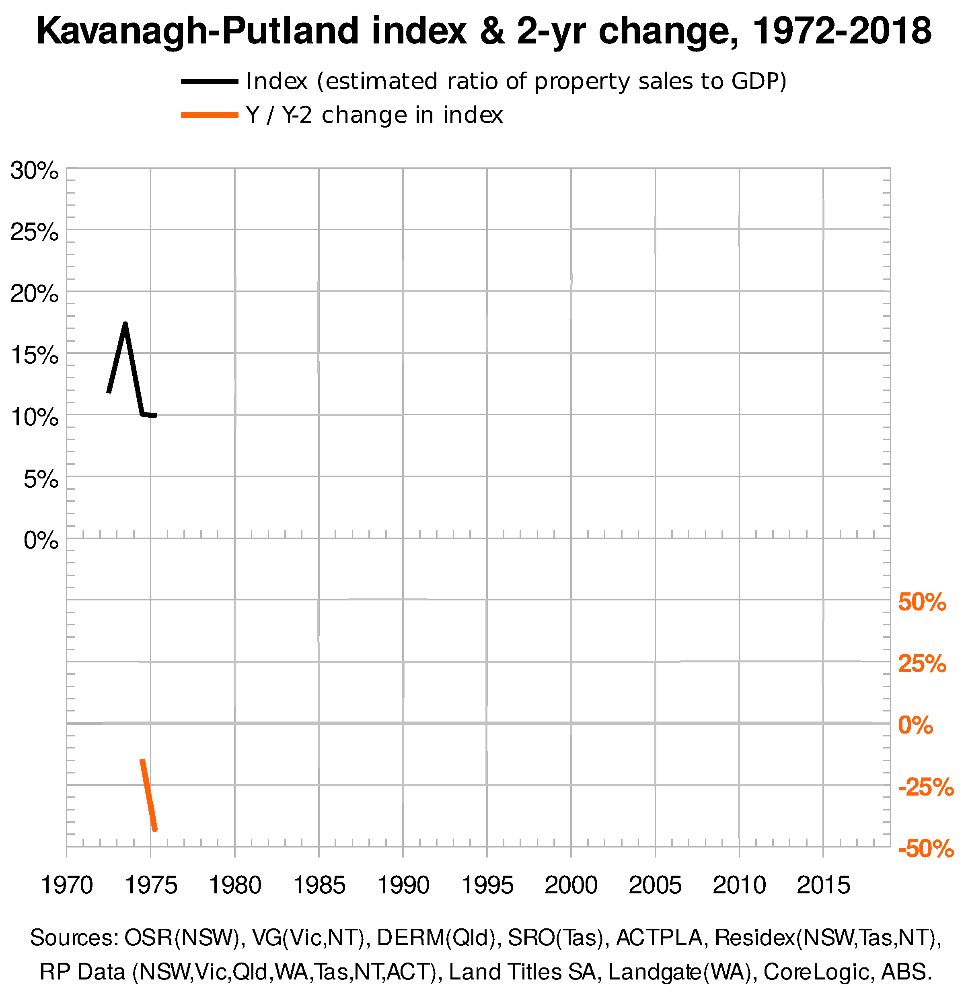 Kavanagh-Putland index & 2-yr change, 1972-2018
Index (estimated ratio of property sales to GDP)
Y / Y-2 change in index
30%
25%
20%
15%
10%
5%
0%
50%
25%
0%
-25%
-50%
1970 1975 1980 1985 1990 1995 2000 2005 2010 2015
Sources: OSR(NSW), VG(Vic,NT), DERM(Qld), SRO(Tas), ACTPLA, Residex(NSW,Tas,NT),
RP Data (NSW,Vic,Qld,WA,Tas,NT,ACT), Land Titles SA, Landgate(WA), CoreLogic, ABS.